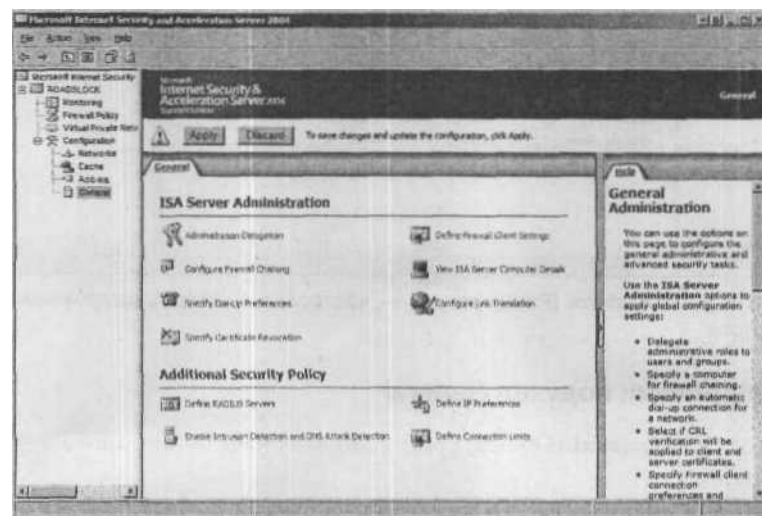 Microsoft Internet Security and Acceleration Server 2004
File Action View Help
Microsoft Internet Security
ROADBLOCK
Monitoring
Firewall Policy
Virtual Private Netw
Configuration
Networks
Cache
Add-ins
General
Microsoft
Internet Security &
Acceleration Server 2004
General
Apply Discard To save changes and update the configuration, click Apply.
General
ISA Server Administration
Administration Delegation
Define Firewall Client Settings
Configure Firewall Chaining
View ISA Server Computer Details
Specify Dial-Up Preferences
Configure Link Translation
Specify Certificate Revocation
Additional Security Policy
Define RADIUS Servers
Define IP Preferences
Enable Intrusion Detection and DNS Attack Detection
Define Connection Limits
Help
General
Administration
You can use the options on
this page to configure the
general administrative and
advanced security tasks.
Use the ISA Server
Administration options to
apply global configuration
settings:
• Delegate
administrative roles to
users and groups.
• Specify a computer
for firewall chaining.
• Specify an automatic
dial-up connection for
a network.
• Select if CRL
verification will be
applied to client and
server certificates.
• Specify Firewall client
connection
preferences and